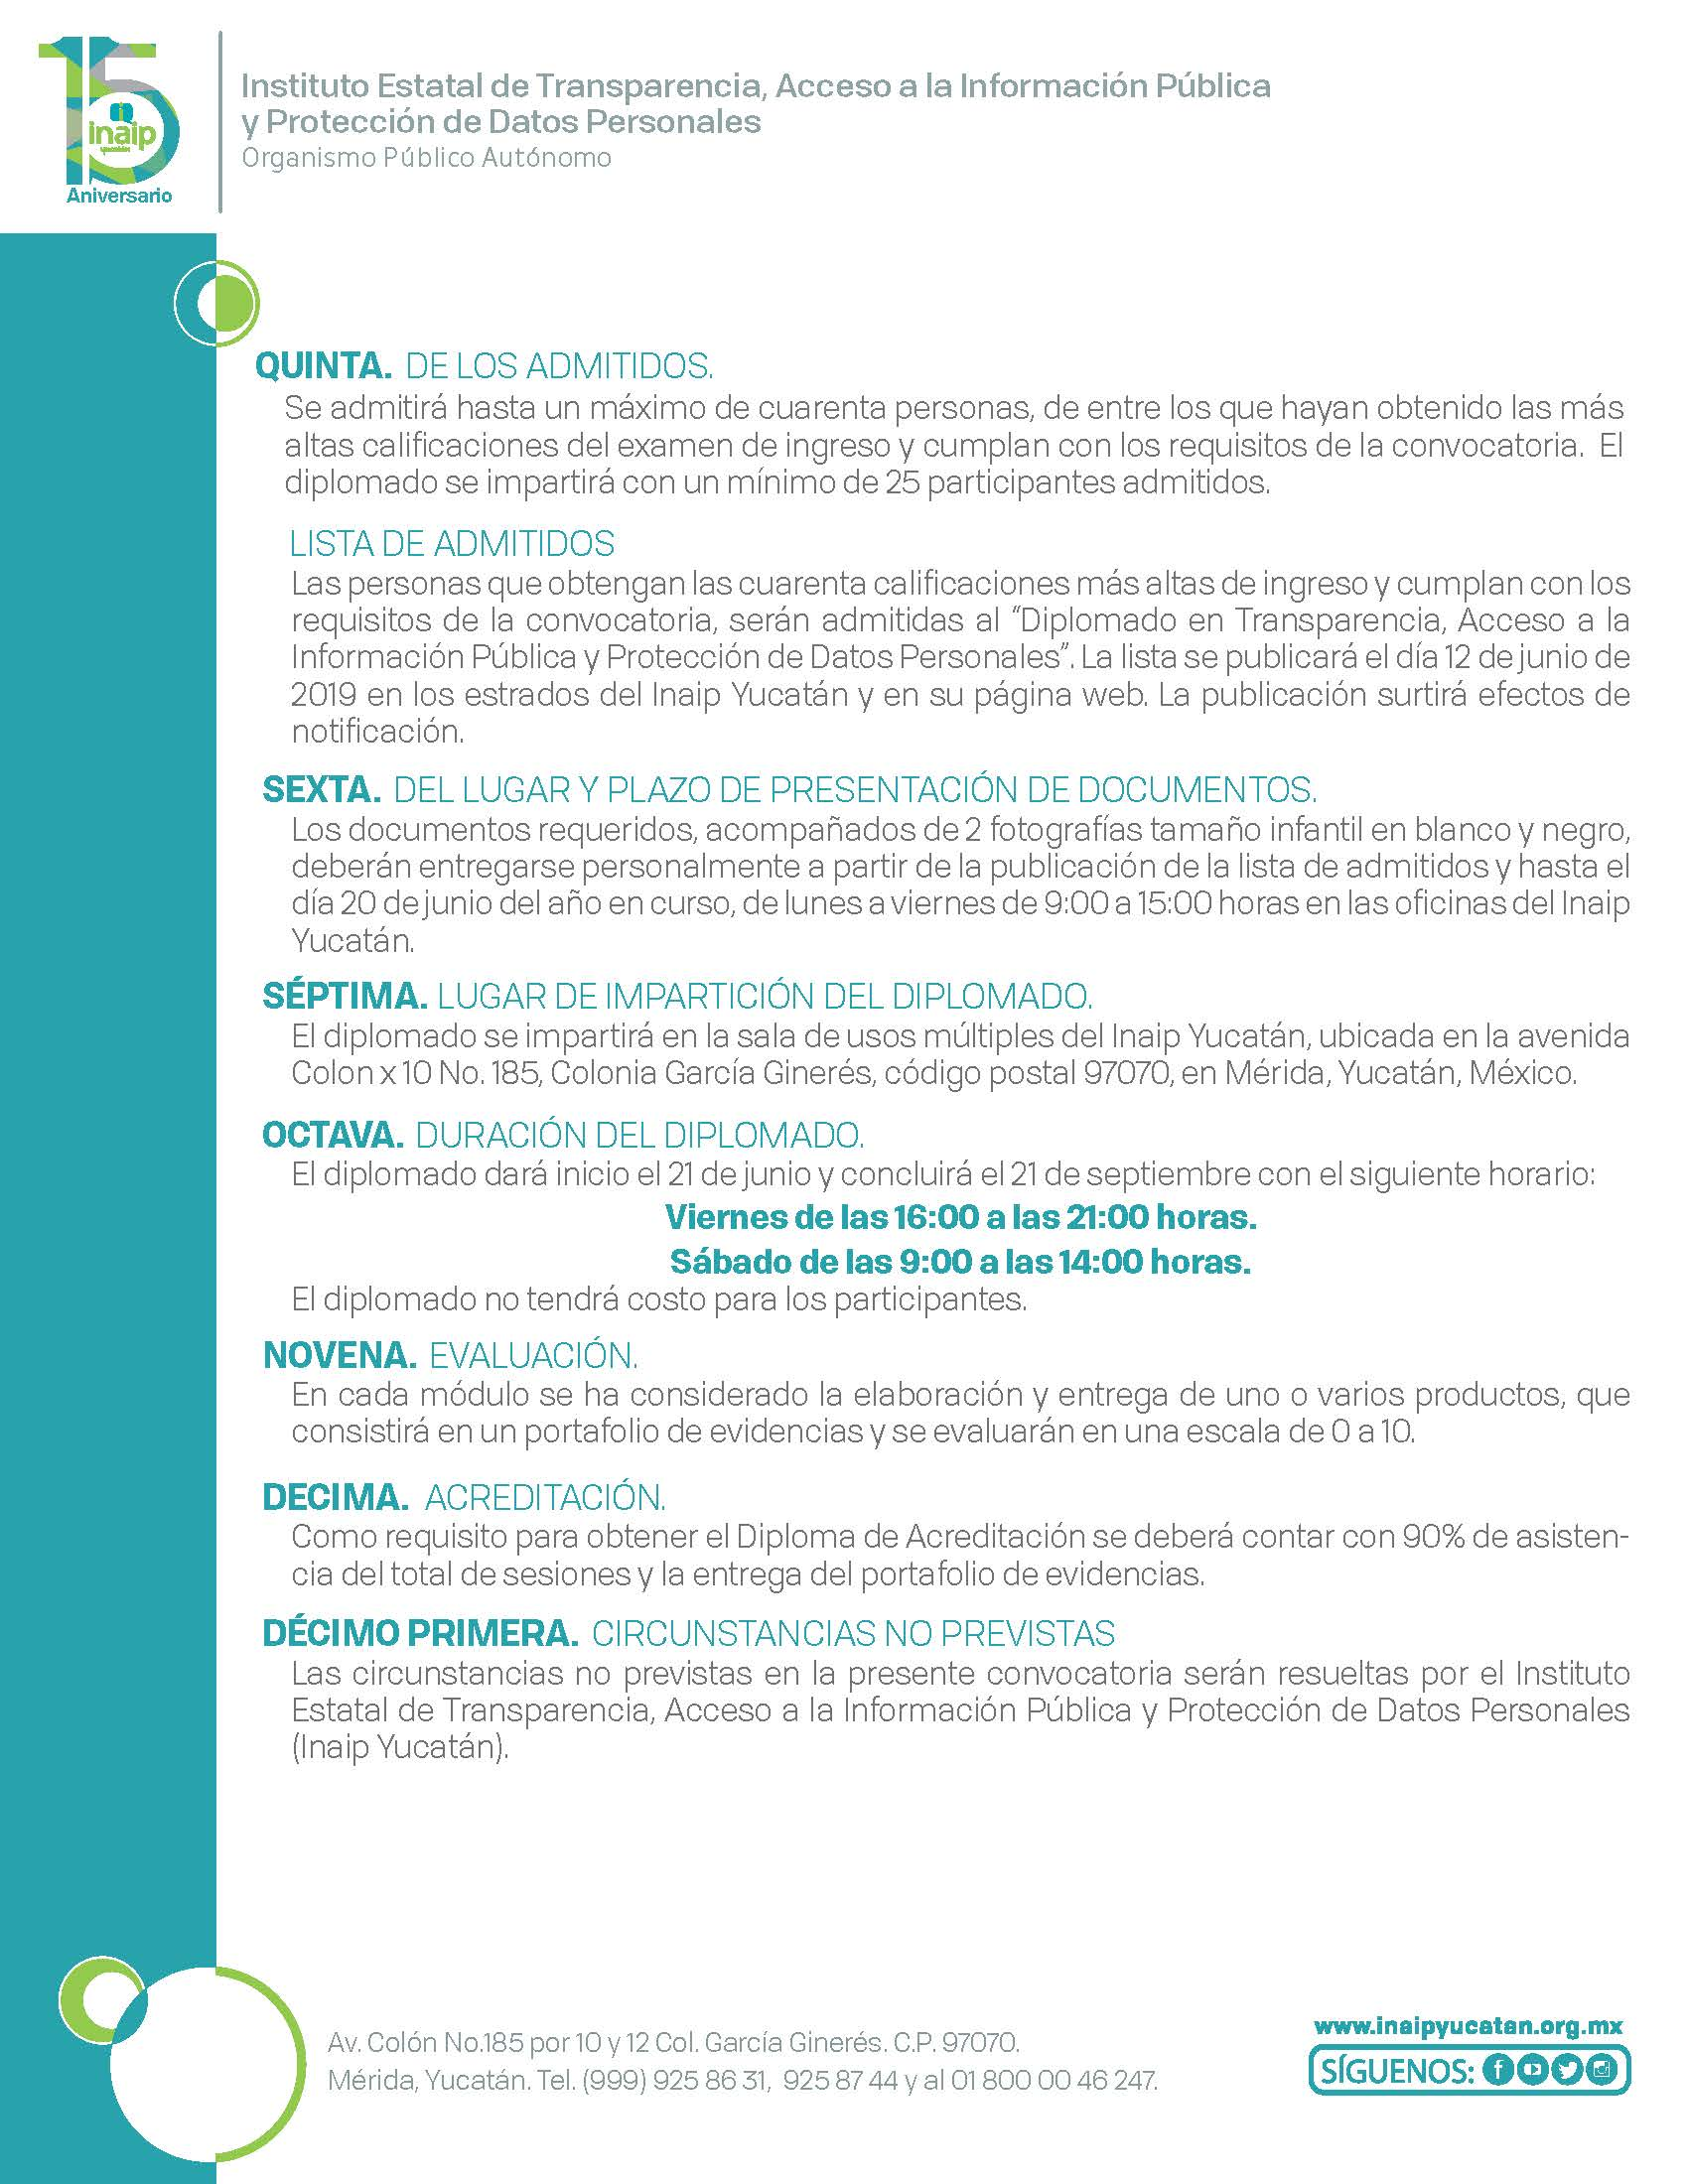 15
inaip
Aniversario
Instituto Estatal de Transparencia, Acceso a la Información Pública
y Protección de Datos Personales
Organismo Público Autónomo
QUINTA. DE LOS ADMITIDOS.
Se admitirá hasta un máximo de cuarenta personas, de entre los que hayan obtenido las más
altas calificaciones del examen de ingreso y cumplan con los requisitos de la convocatoria. El
diplomado se impartirá con un mínimo de 25 participantes admitidos.
LISTA DE ADMITIDOS
Las personas que obtengan las cuarenta calificaciones más altas de ingreso y cumplan con los
requisitos de la convocatoria, serán admitidas al “Diplomado en Transparencia, Acceso a la
Información Pública y Protección de Datos Personales”. La lista se publicará el día 12 de junio de
2019 en los estrados del Inaip Yucatán y en su página web. La publicación surtirá efectos de
notificación.
SEXTA. DEL LUGAR Y PLAZO DE PRESENTACIÓN DE DOCUMENTOS.
Los documentos requeridos, acompañados de 2 fotografías tamaño infantil en blanco y negro,
deberán entregarse personalmente a partir de la publicación de la lista de admitidos y hasta el
día 20 de junio del año en curso, de lunes a viernes de 9:00 a 15:00 horas en las oficinas del Inaip
Yucatán.
SÉPTIMA. LUGAR DE IMPARTICIÓN DEL DIPLOMADO.
El diplomado se impartirá en la sala de usos múltiples del Inaip Yucatán, ubicada en la avenida
Colon x 10 No. 185, Colonia García Ginerés, código postal 97070, en Mérida, Yucatán, México.
OCTAVA. DURACIÓN DEL DIPLOMADO.
El diplomado dará inicio el 21 de junio y concluirá el 21 de septiembre con el siguiente horario:
Viernes de las 16:00 a las 21:00 horas.
Sábado de las 9:00 a las 14:00 horas.
El diplomado no tendrá costo para los participantes.
NOVENA. EVALUACIÓN.
En cada módulo se ha considerado la elaboración y entrega de uno o varios productos, que
consistirá en un portafolio de evidencias y se evaluarán en una escala de 0 a 10.
DECIMA. ACREDITACIÓN.
Como requisito para obtener el Diploma de Acreditación se deberá contar con 90% de asisten-
cia del total de sesiones y la entrega del portafolio de evidencias.
DÉCIMO PRIMERA. CIRCUNSTANCIAS NO PREVISTAS
Las circunstancias no previstas en la presente convocatoria serán resueltas por el Instituto
Estatal de Transparencia, Acceso a la Información Pública y Protección de Datos Personales
(Inaip Yucatán).
Av. Colón No.185 por 10 y 12 Col. García Ginerés. C.P. 97070.
Mérida, Yucatán. Tel. (999) 925 86 31, 925 87 44 y al 01 800 00 46 247.
www.inaipyucatan.org.mx
SÍGUENOS: